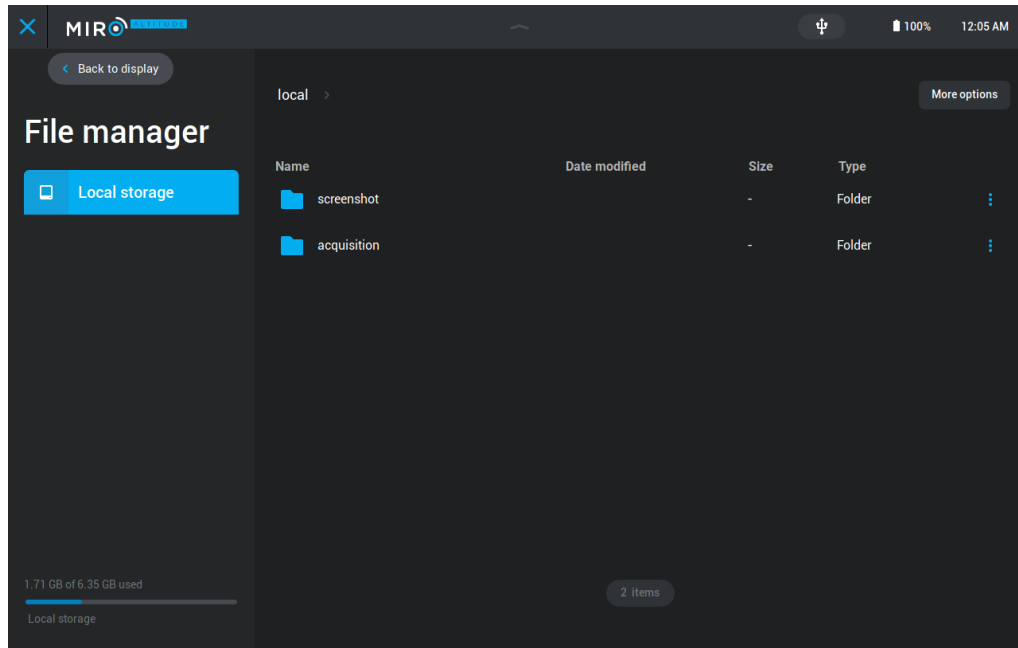 MIRO ALTITUDE
100%
12:05 AM
Back to display
File manager
Local storage
1.71 GB of 6.35 GB used
Local storage
local >
More options
Name Date modified Size Type
screenshot - Folder
acquisition - Folder
2 items